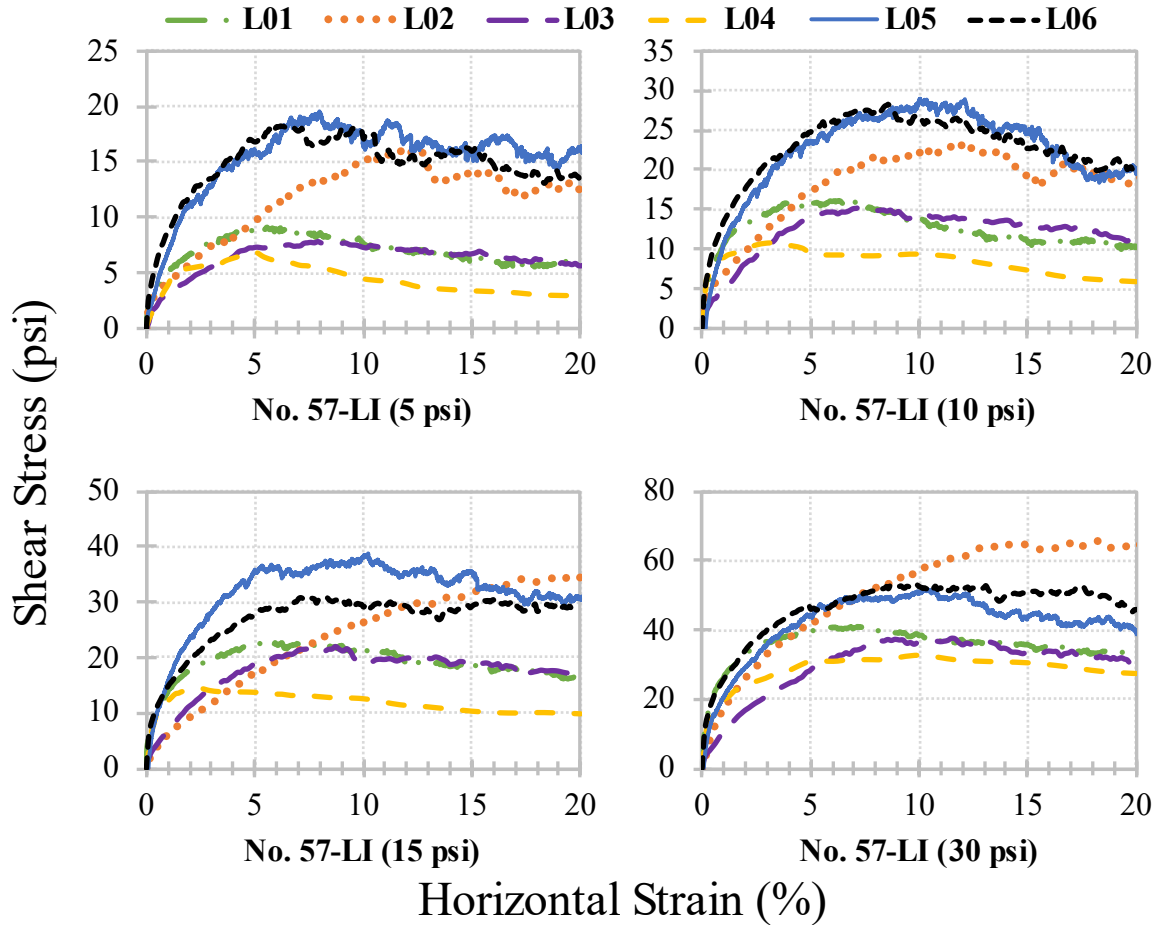 L01 L02 L03 L04 L05 L06
Shear Stress (psi)
25
20
15
10
5
0
0 5 10 15 20
No. 57-LI (5 psi)
35
30
25
20
15
10
5
0
0 5 10 15 20
No. 57-LI (10 psi)
50
40
30
20
10
0
0 5 10 15 20
No. 57-LI (15 psi)
80
60
40
20
0
0 5 10 15 20
No. 57-LI (30 psi)
Horizontal Strain (%)